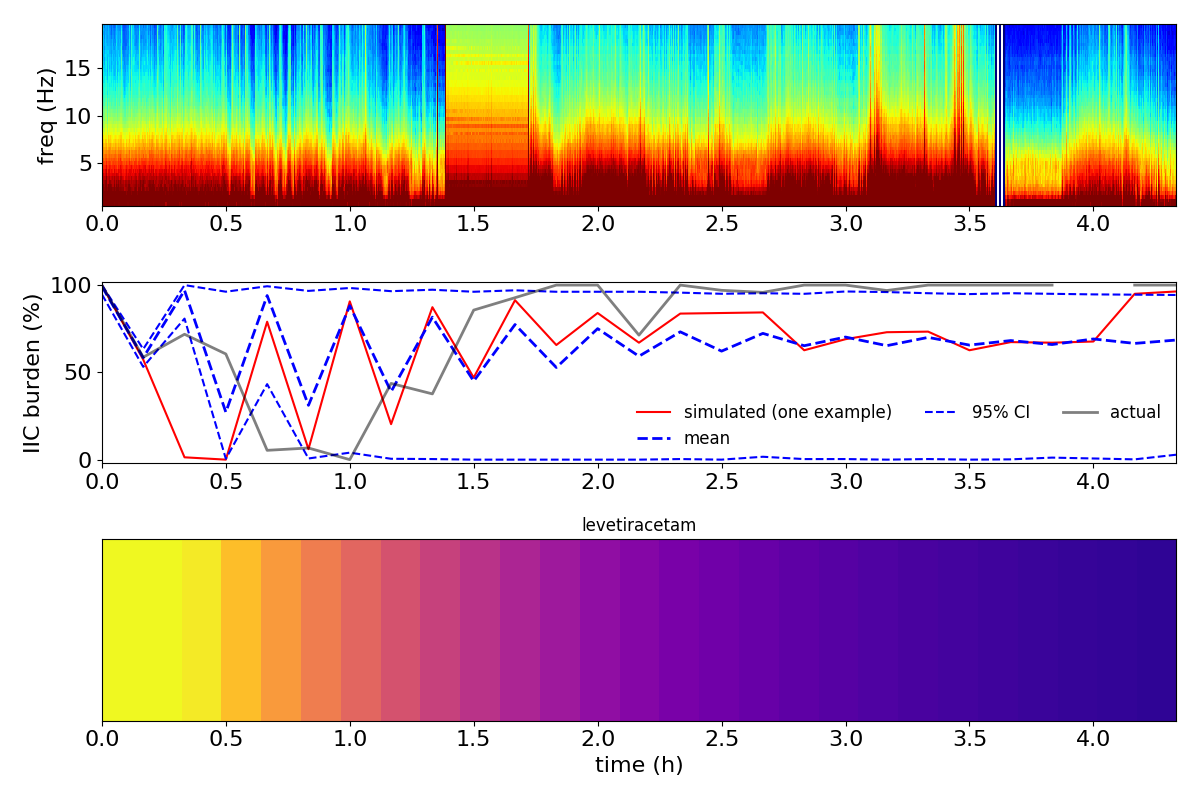 freq (Hz)
15
10
5
0.0 0.5 1.0 1.5 2.0 2.5 3.0 3.5 4.0
IIC burden (%)
100
50
0
simulated (one example) 95% CI actual
mean
0.0 0.5 1.0 1.5 2.0 2.5 3.0 3.5 4.0
levetiracetam
0.0 0.5 1.0 1.5 2.0 2.5 3.0 3.5 4.0
time (h)